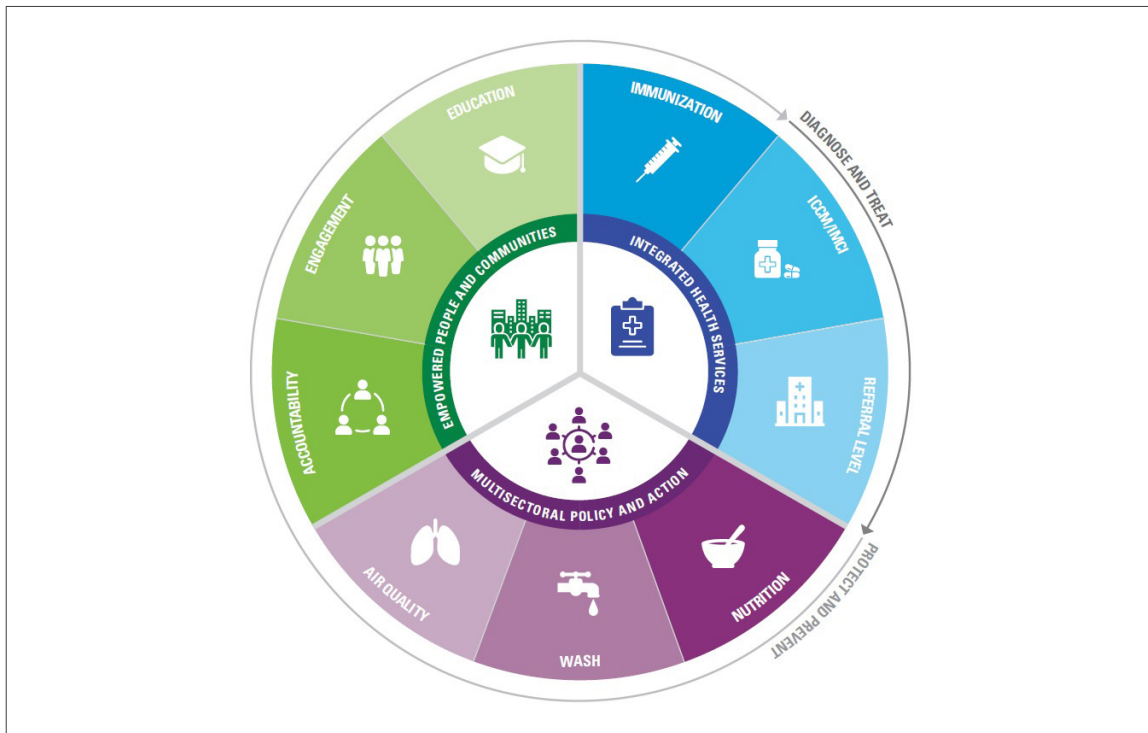 EDUCATION
IMMUNIZATION
DIAGNOSE AND TREAT
ENGAGEMENT
ICCM/IMCI
EMPOWERED PEOPLE AND COMMUNITIES
INTEGRATED HEALTH SERVICES
ACCOUNTABILITY
REFERRAL LEVEL
MULTISECTORAL POLICY AND ACTION
AIR QUALITY
WASH
NUTRITION
PROTECT AND PREVENT